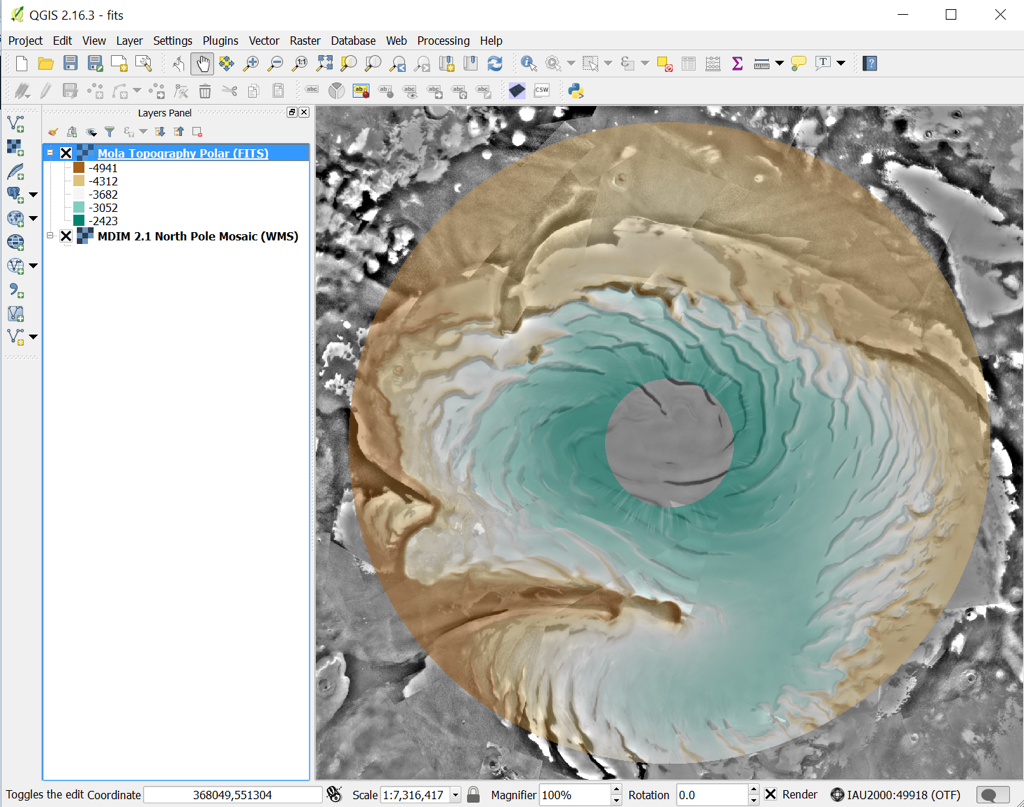 QGIS 2.16.3 - fits
Project Edit View Layer Settings Plugins Vector Raster Database Web Processing Help
Layers Panel
Mola Topography Polar (FITS)
-4941
-4312
-3682
-3052
-2423
MDIM 2.1 North Pole Mosaic (WMS)
Toggles the edit Coordinate 368049,551304 Scale 1:7,316,417 Magnifier 100% Rotation 0.0 Render IAU2000:49918 (OTF)